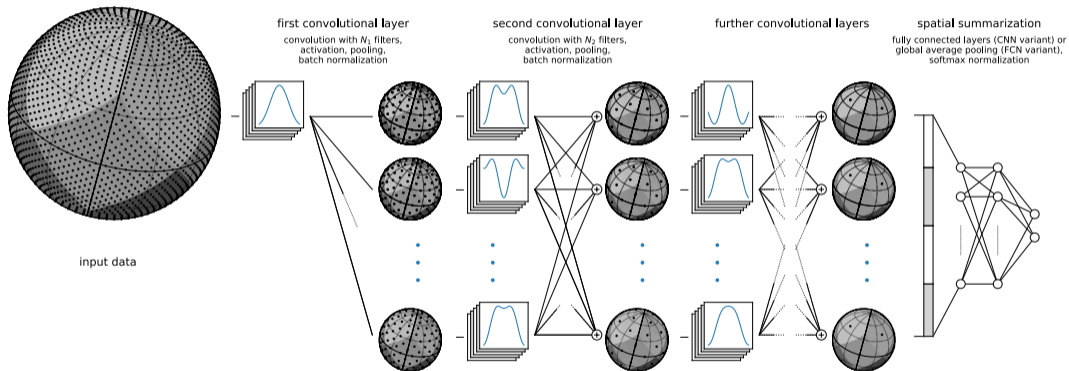 first convolutional layer
convolution with N₁ filters,
activation, pooling,
batch normalization
second convolutional layer
convolution with N₂ filters,
activation, pooling,
batch normalization
further convolutional layers
spatial summarization
fully connected layers (CNN variant) or
global average pooling (FCN variant),
softmax normalization
input data